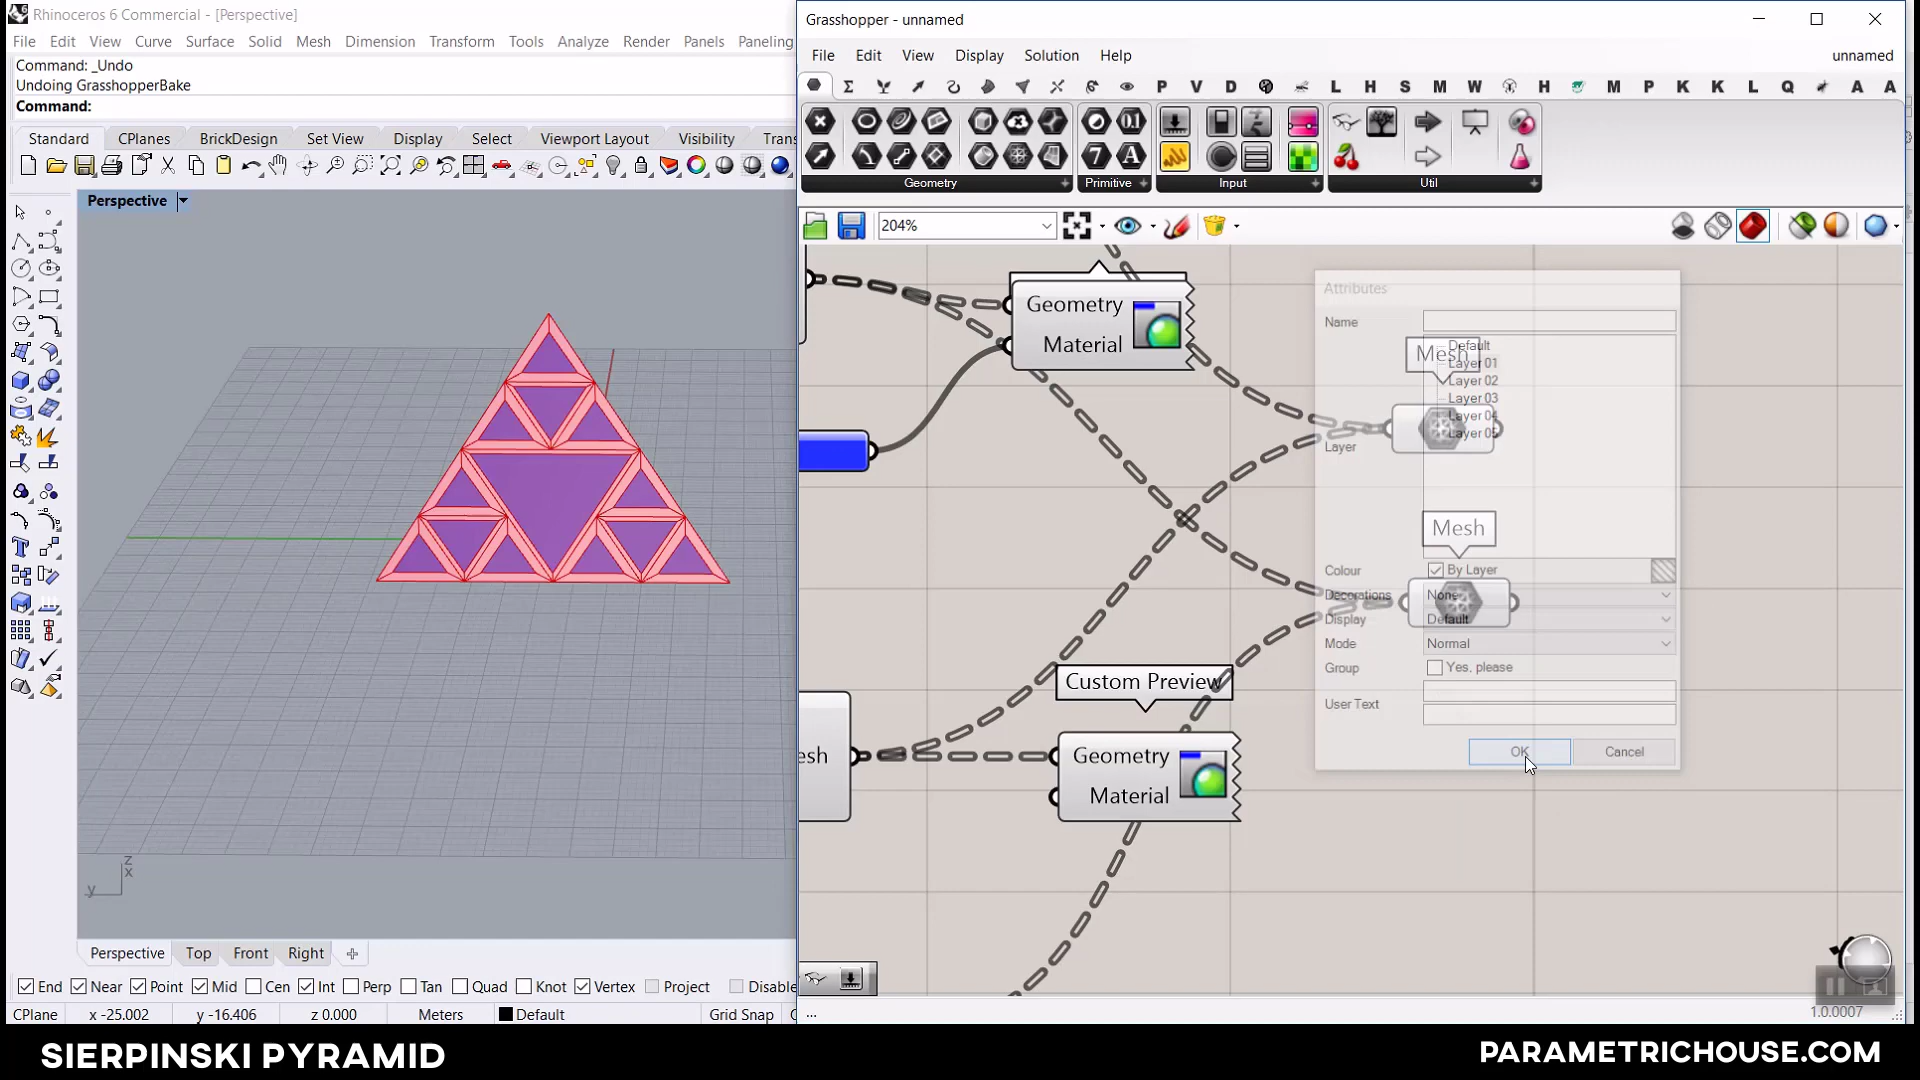 Rhinoceros 6 Commercial - [Perspective]
File Edit View Curve Surface Solid Mesh Dimension Transform Tools Analyze Render Panels Paneling
Command: _Undo
Undoing GrasshopperBake
Command:
Standard CPlanes BrickDesign Set View Display Select Viewport Layout Visibility Trans
Perspective
z
x
y
Perspective Top Front Right
End Near Point Mid Cen Int Perp Tan Quad Knot Vertex Project Disable
CPlane x -25.002 y -16.406 z 0.000 Meters Default Grid Snap
Grasshopper - unnamed
File Edit View Display Solution Help unnamed
P V D L H S M W H M P K K L Q A A
Geometry Primitive Input Util
204%
Geometry
Material
Attributes
Name
Mesh
Default
Layer 01
Layer 02
Layer 03
Layer 04
Layer 05
Layer
Mesh
Colour By Layer
Decorations None
Display Default
Mode Normal
Group Yes, please
User Text
OK Cancel
Custom Preview
esh
Geometry
Material
...
1.0.0007
SIERPINSKI PYRAMID
PARAMETRICHOUSE.COM